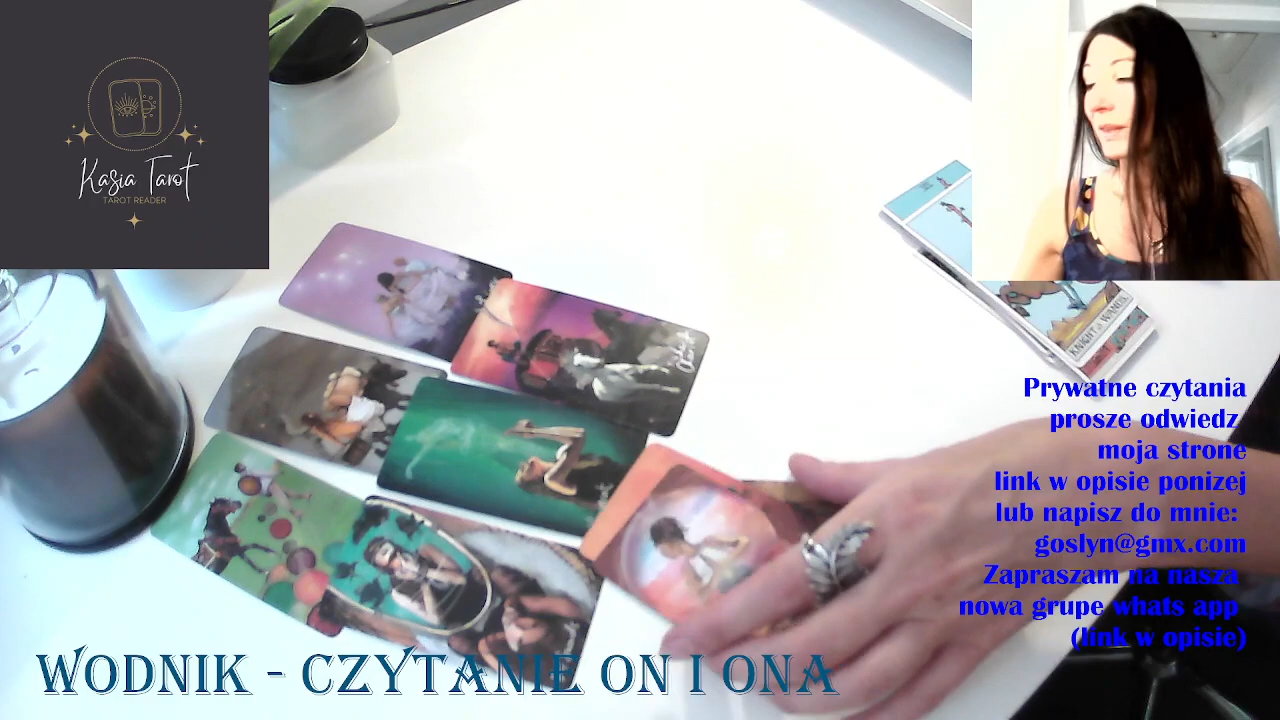 Kasia Tarot
TAROT READER
KNIGHT of WANDS
Prywatne czytania
prosze odwiedz
moja strone
link w opisie ponizej
lub napisz do mnie:
goslyn@gmx.com
Zapraszam na nasza
nowa grupe whats app
(link w opisie)
WODNIK - CZYTANIE ON I ONA